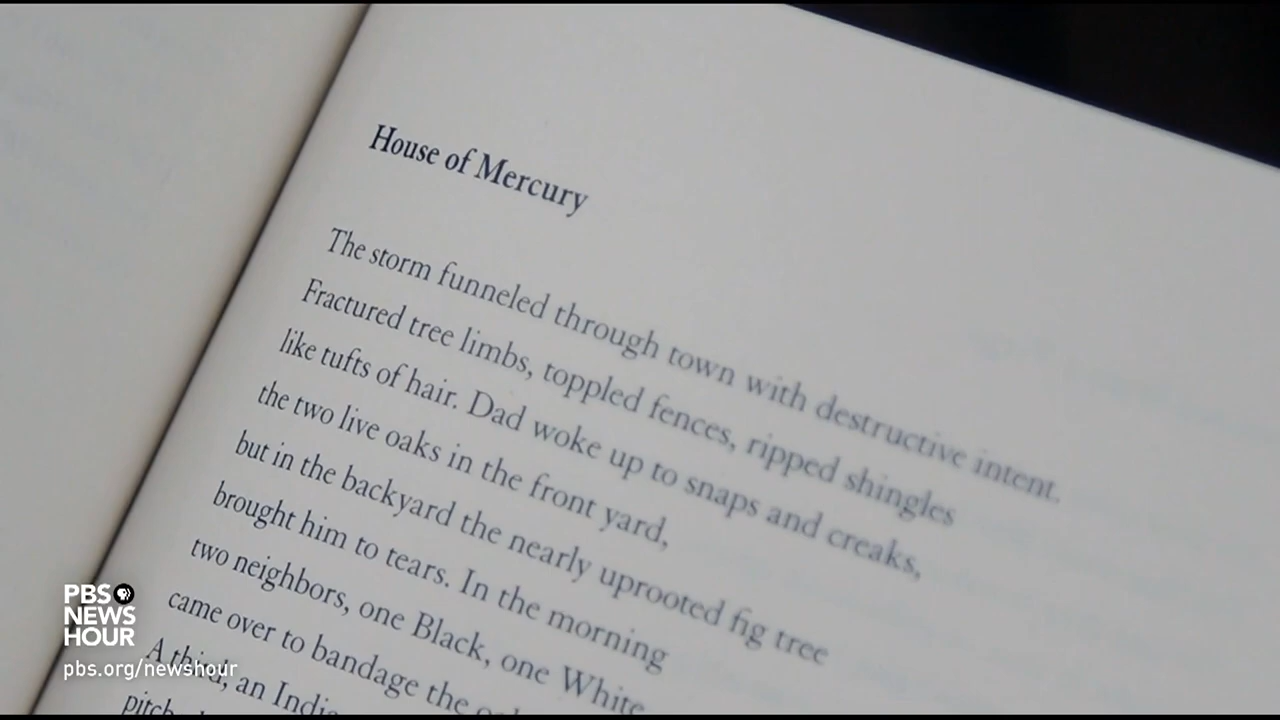 House of Mercury
The storm funneled through town with destructive intent.
Fractured tree limbs, toppled fences, ripped shingles
like tufts of hair. Dad woke up to snaps and creaks,
the two live oaks in the front yard,
but in the backyard the nearly uprooted fig tree
brought him to tears. In the morning
two neighbors, one Black, one White
came over to bandage the
A third, an
PBS
NEWS
HOUR
pbs.org/newshour